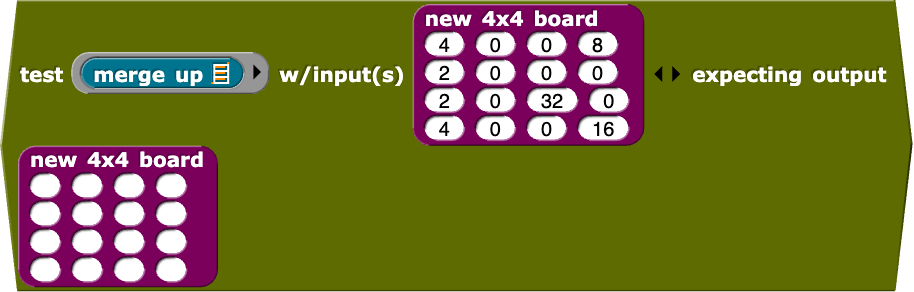 new 4x4 board
4 0 0 8
test merge up w/input(s) 2 0 0 0 expecting output
2 0 32 0
4 0 0 16
new 4x4 board